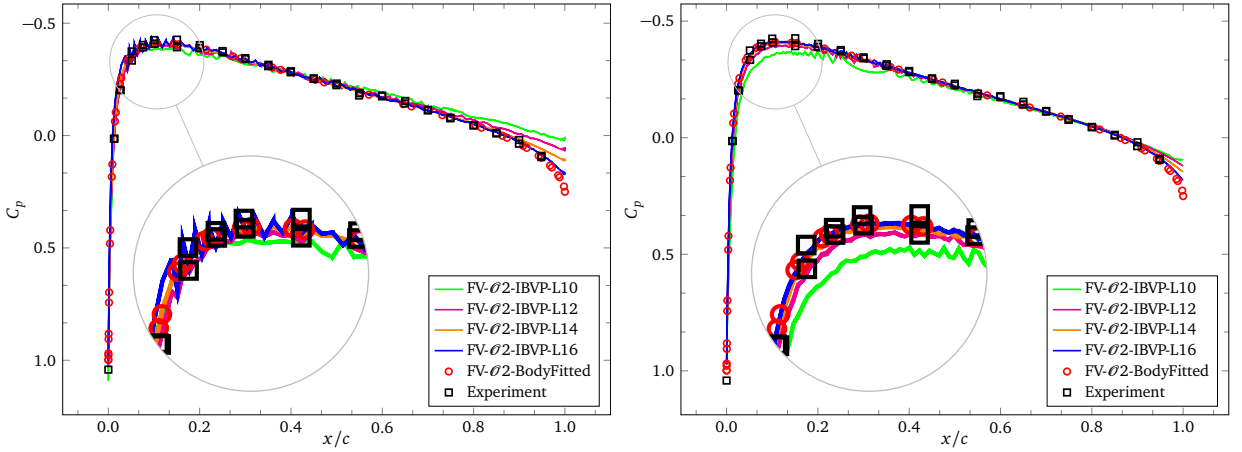 −0.5
0.0
0.5
1.0
C_p
0.0 0.2 0.4 0.6 0.8 1.0
x/c
FV-𝒪2-IBVP-L10
FV-𝒪2-IBVP-L12
FV-𝒪2-IBVP-L14
FV-𝒪2-IBVP-L16
FV-𝒪2-BodyFitted
Experiment
−0.5
0.0
0.5
1.0
C_p
0.0 0.2 0.4 0.6 0.8 1.0
x/c
FV-𝒪2-IBVP-L10
FV-𝒪2-IBVP-L12
FV-𝒪2-IBVP-L14
FV-𝒪2-IBVP-L16
FV-𝒪2-BodyFitted
Experiment